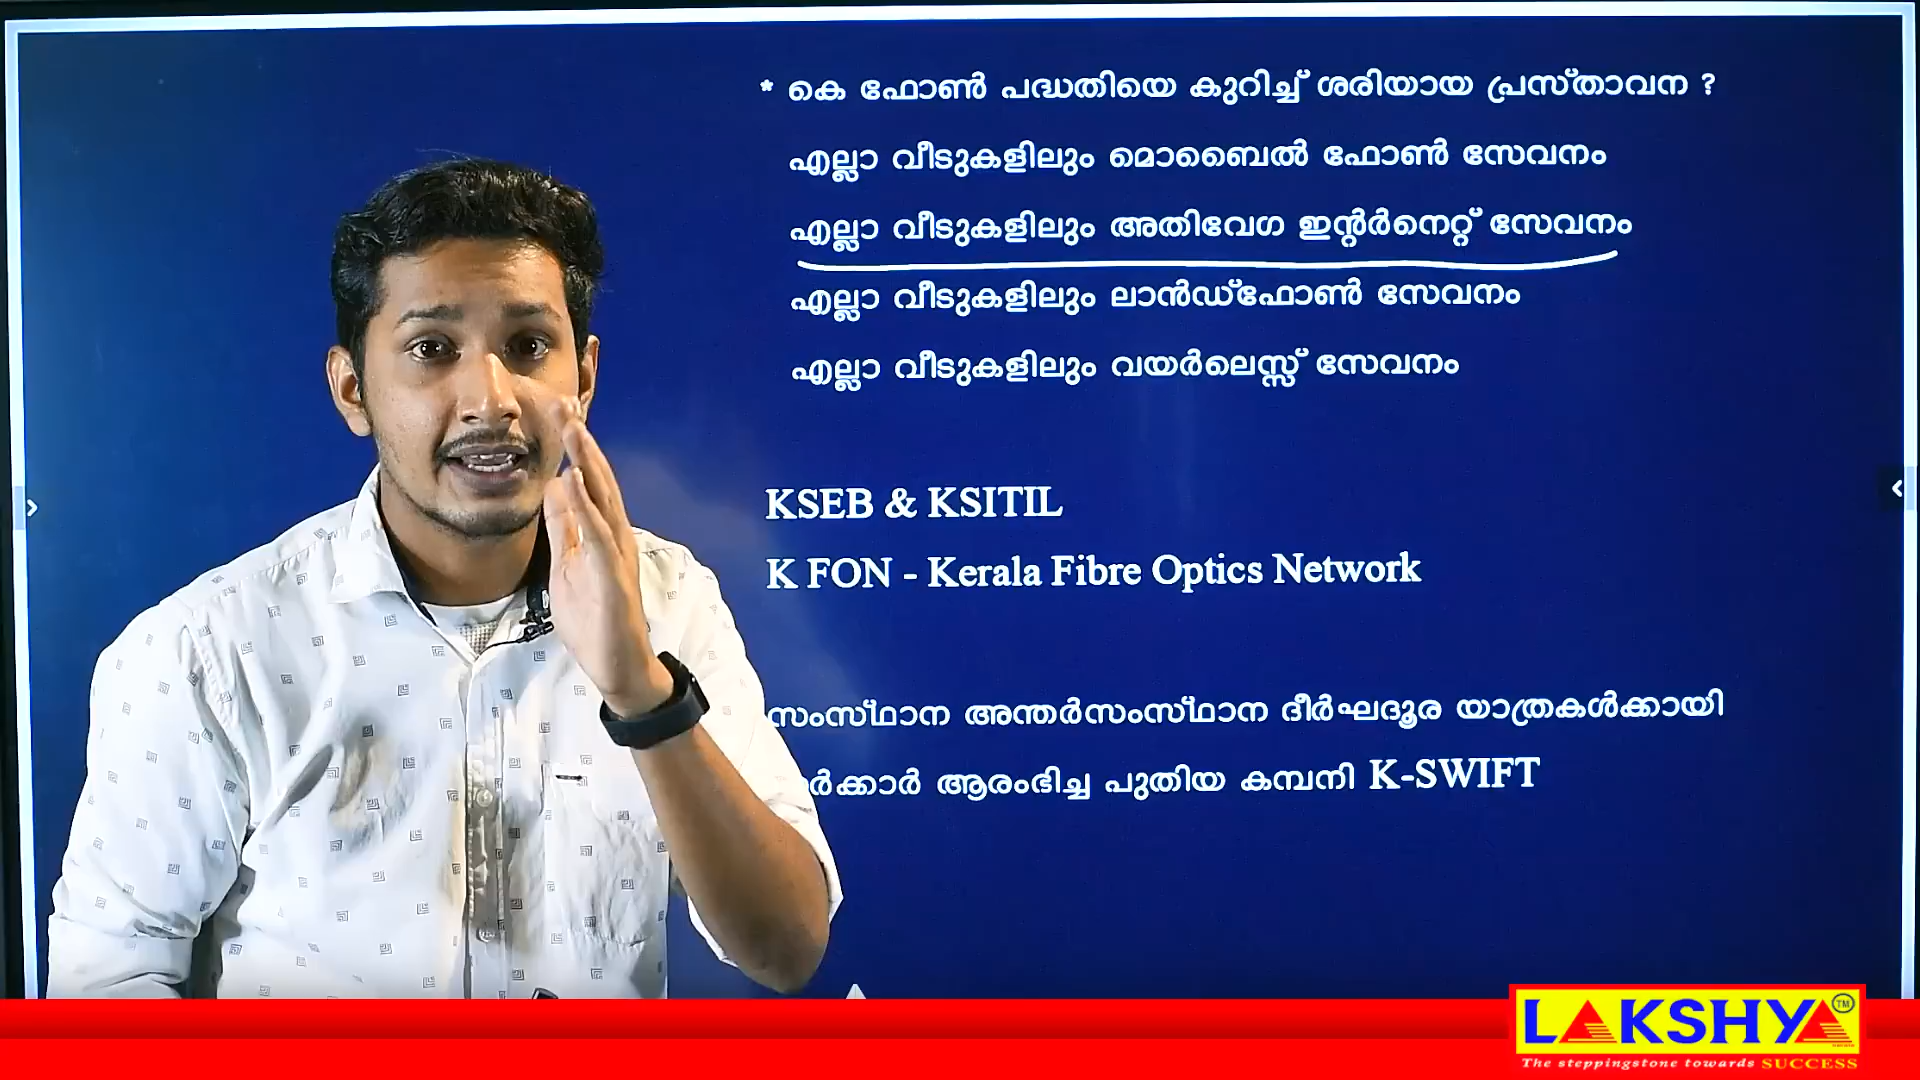 * കെ ഫോൺ പദ്ധതിയെ കുറിച്ച് ശരിയായ പ്രസ്താവന ?
എല്ലാ വീടുകളിലും മൊബൈൽ ഫോൺ സേവനം
എല്ലാ വീടുകളിലും അതിവേഗ ഇന്റർനെറ്റ് സേവനം
എല്ലാ വീടുകളിലും ലാൻഡ്ഫോൺ സേവനം
എല്ലാ വീടുകളിലും വയർലെസ്സ് സേവനം
KSEB & KSITIL
K FON - Kerala Fibre Optics Network
സംസ്ഥാന അന്തർസംസ്ഥാന ദീർഘദൂര യാത്രകൾക്കായി
ആരംഭിച്ച പുതിയ കമ്പനി K-SWIFT
LAKSHYA TM
The steppingstone towards SUCCESS